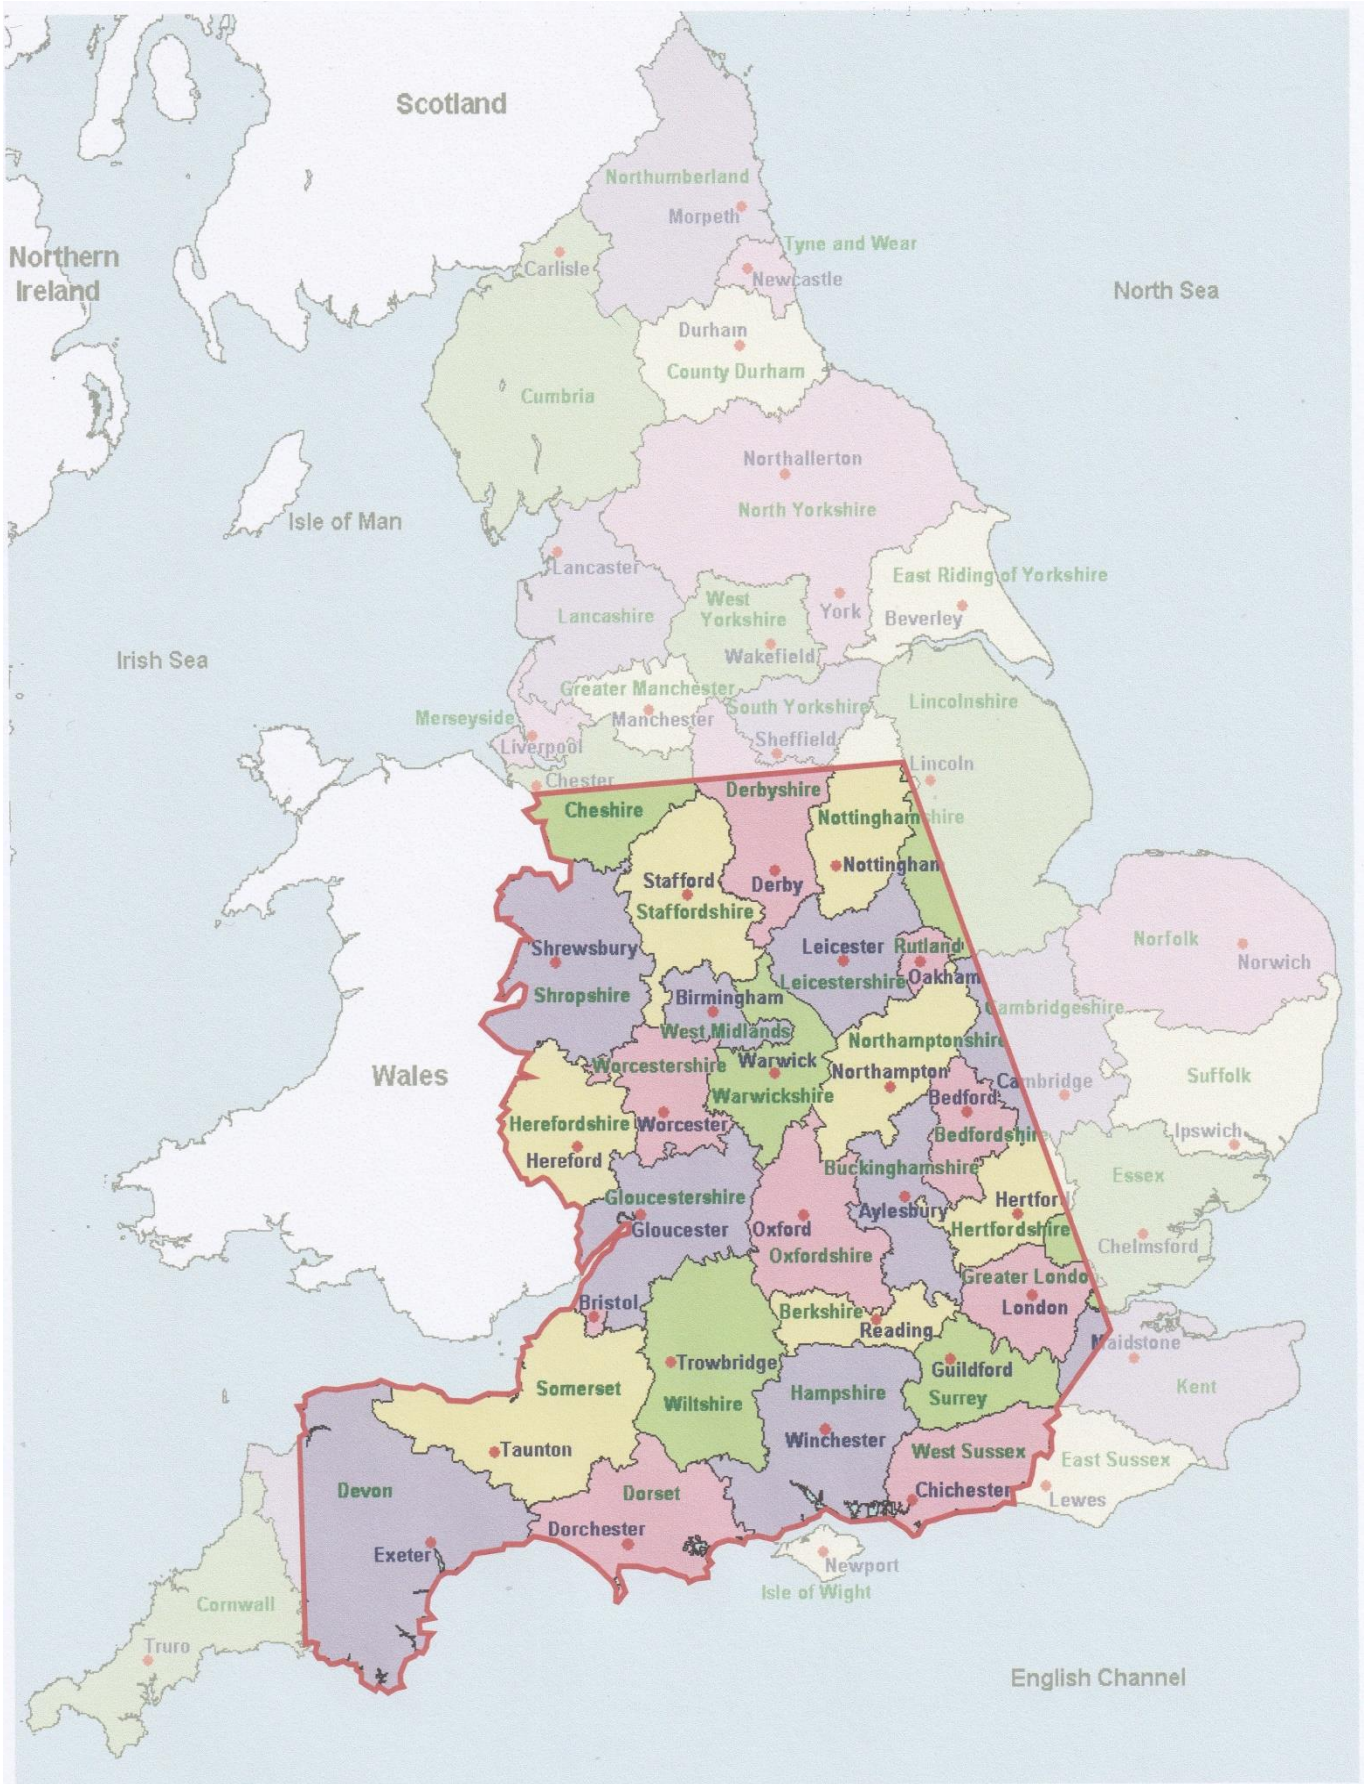 Scotland
Northumberland
Morpeth
Tyne and Wear
Northern
Ireland
Carlisle
Newcastle
North Sea
Durham
County Durham
Cumbria
Northallerton
North Yorkshire
Isle of Man
Lancaster
East Riding of Yorkshire
West
Yorkshire
York
Beverley
Lancashire
Irish Sea
Wakefield
Greater Manchester
South Yorkshire
Lincolnshire
Merseyside
Manchester
Liverpool
Sheffield
Lincoln
Chester
Derbyshire
Cheshire
Nottinghamshire
Nottingham
Stafford
Derby
Staffordshire
Norfolk
Norwich
Shrewsbury
Leicester
Rutland
Leicestershire
Oakham
Shropshire
Birmingham
Cambridgeshire
West Midlands
Northamptonshire
Worcestershire
Warwick
Northampton
Wales
Cambridge
Suffolk
Warwickshire
Bedford
Herefordshire
Worcester
Bedfordshire
Ipswich
Hereford
Buckinghamshire
Essex
Gloucestershire
Hertfor
Aylesbury
Gloucester
Oxford
Hertfordshire
Oxfordshire
Chelmsford
Greater Londo
Bristol
Berkshire
London
Reading
Maidstone
Trowbridge
Guildford
Somerset
Hampshire
Surrey
Kent
Wiltshire
Winchester
Taunton
West Sussex
East Sussex
Devon
Dorset
Chichester
Lewes
Dorchester
Exeter
Newport
Isle of Wight
Cornwall
Truro
English Channel